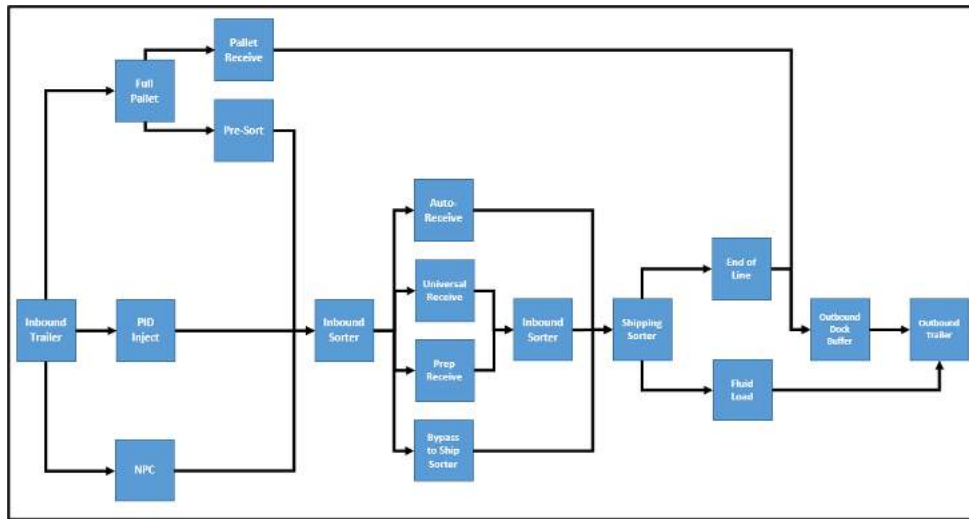 Pallet
Receive
Full
Pallet
Pre-Sort
Auto-
Receive
Universal
Receive
Prep
Receive
Bypass
to Ship
Sorter
Inbound
Trailer
PID
Inject
NPC
Inbound
Sorter
Inbound
Sorter
Shipping
Sorter
End of
Line
Fluid
Load
Outbound
Dock
Buffer
Outbound
Trailer